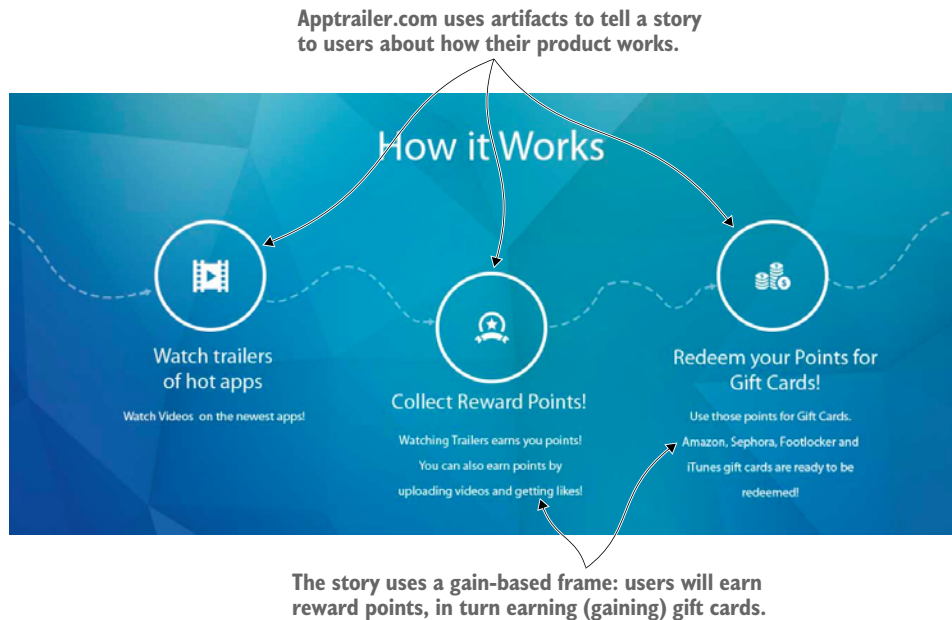 Apptrailer.com uses artifacts to tell a story
to users about how their product works.
How it Works
Watch trailers
of hot apps
Watch Videos on the newest apps!
Collect Reward Points!
Watching Trailers earns you points!
You can also earn points by
uploading videos and getting likes!
Redeem your Points for
Gift Cards!
Use those points for Gift Cards.
Amazon, Sephora, Footlocker and
iTunes gift cards are ready to be
redeemed!
The story uses a gain-based frame: users will earn
reward points, in turn earning (gaining) gift cards.